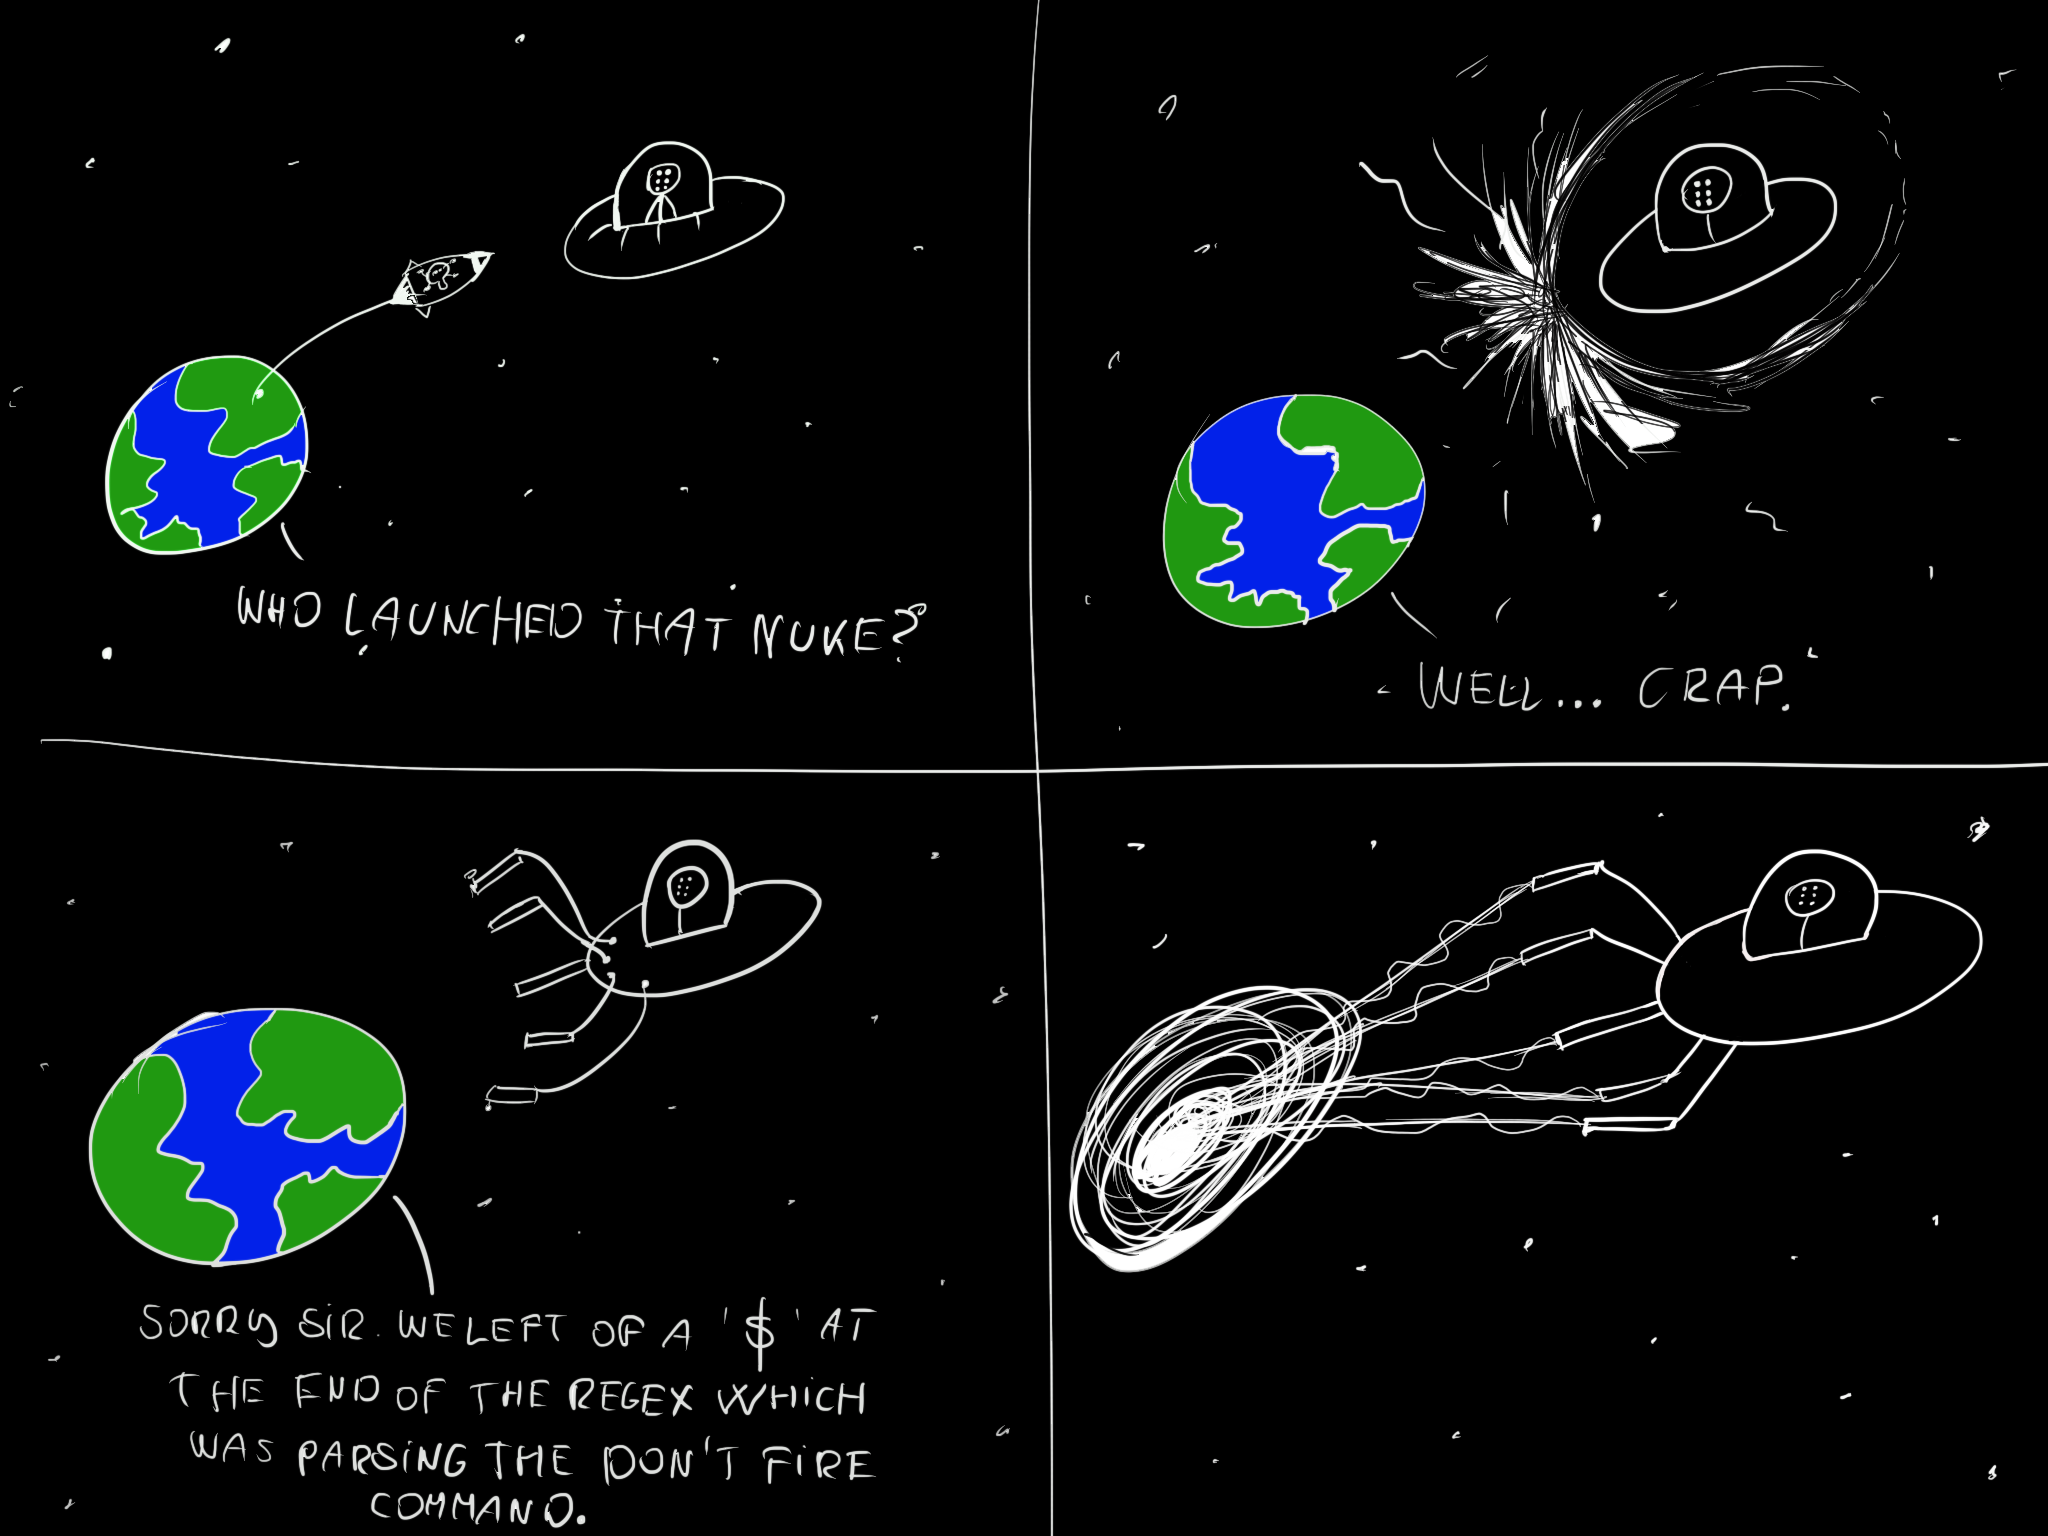 WHO LAUNCHED THAT NUKE?
WELL... CRAP.
SORRY SIR. WE LEFT OF A '$' AT
THE END OF THE REGEX WHICH
WAS PARSING THE DON'T FIRE
COMMAND.